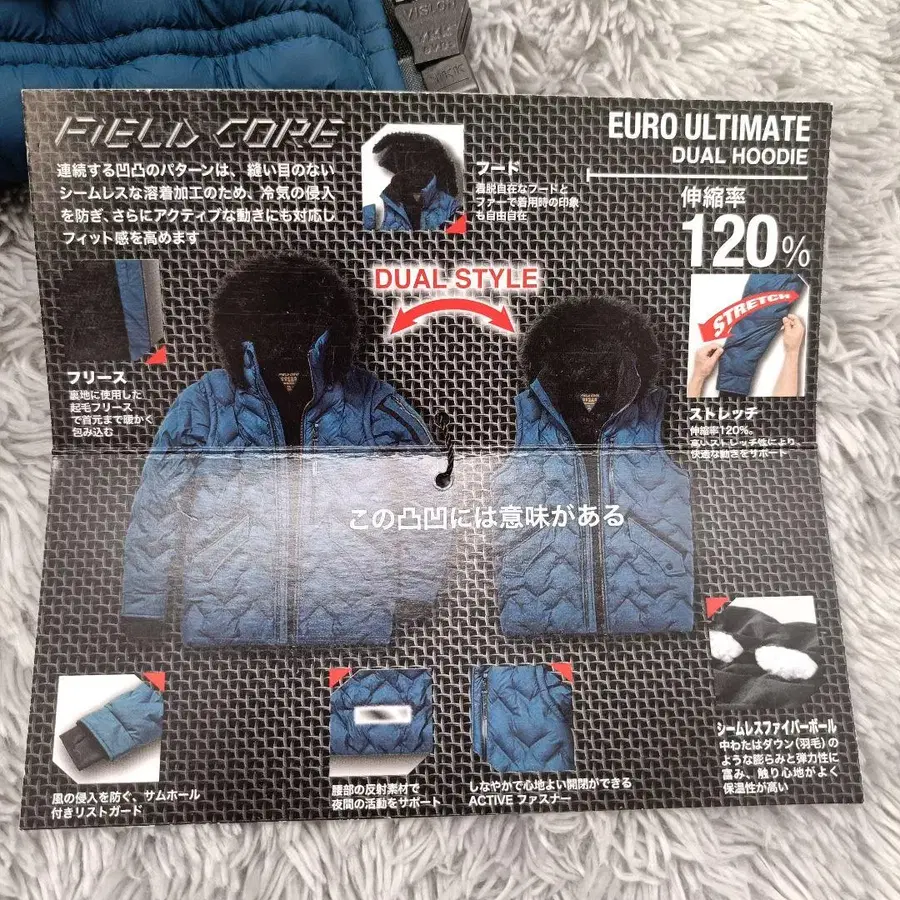 VISLON
YKK
FIELD CORE
連続する凹凸のパターンは、縫い目のない
シームレスな溶着加工のため、冷気の侵入
を防ぎ、さらにアクティブな動きにも対応し
フィット感を高めます
フード
着脱自在なフードと
ファーで着用時の印象
も自由自在
EURO ULTIMATE
DUAL HOODIE
伸縮率
120%
DUAL STYLE
STRETCH
フリース
裏地に使用した
起毛フリース
で首元まで暖かく
包み込む
ストレッチ
伸縮率120%。
高いストレッチ性により、
快適な動きをサポート
この凸凹には意味がある
風の侵入を防ぐ、サムホール
付きリストガード
腰部の反射素材で
夜間の活動をサポート
しなやかで心地よい開閉ができる
ACTIVE ファスナー
シームレスファイバーボール
中わたはダウン(羽毛)の
ような膨らみと弾力性に
富み、触り心地がよく
保温性が高い